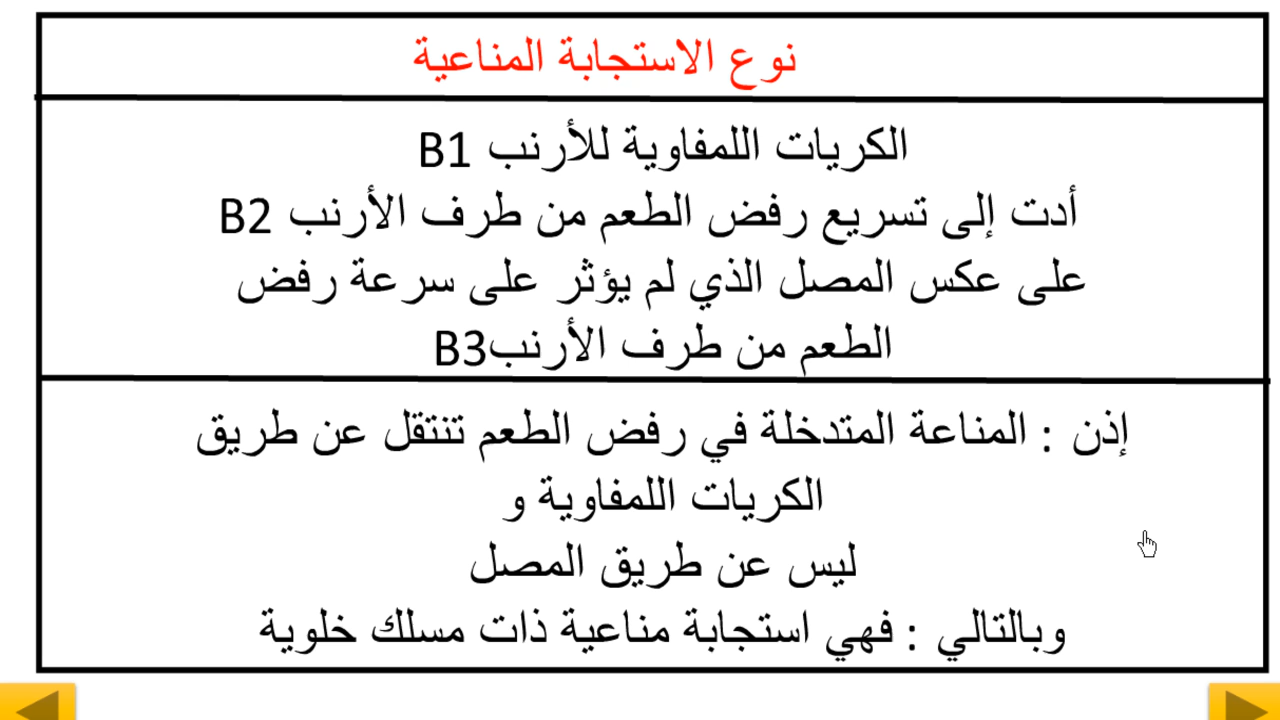 نوع الاستجابة المناعية
الكريات اللمفاوية للأرنب B1
أدت إلى تسريع رفض الطعم من طرف الأرنب B2
على عكس المصل الذي لم يؤثر على سرعة رفض
الطعم من طرف الأرنبB3
إذن : المناعة المتدخلة في رفض الطعم تنتقل عن طريق
الكريات اللمفاوية و
ليس عن طريق المصل
وبالتالي : فهي استجابة مناعية ذات مسلك خلوية